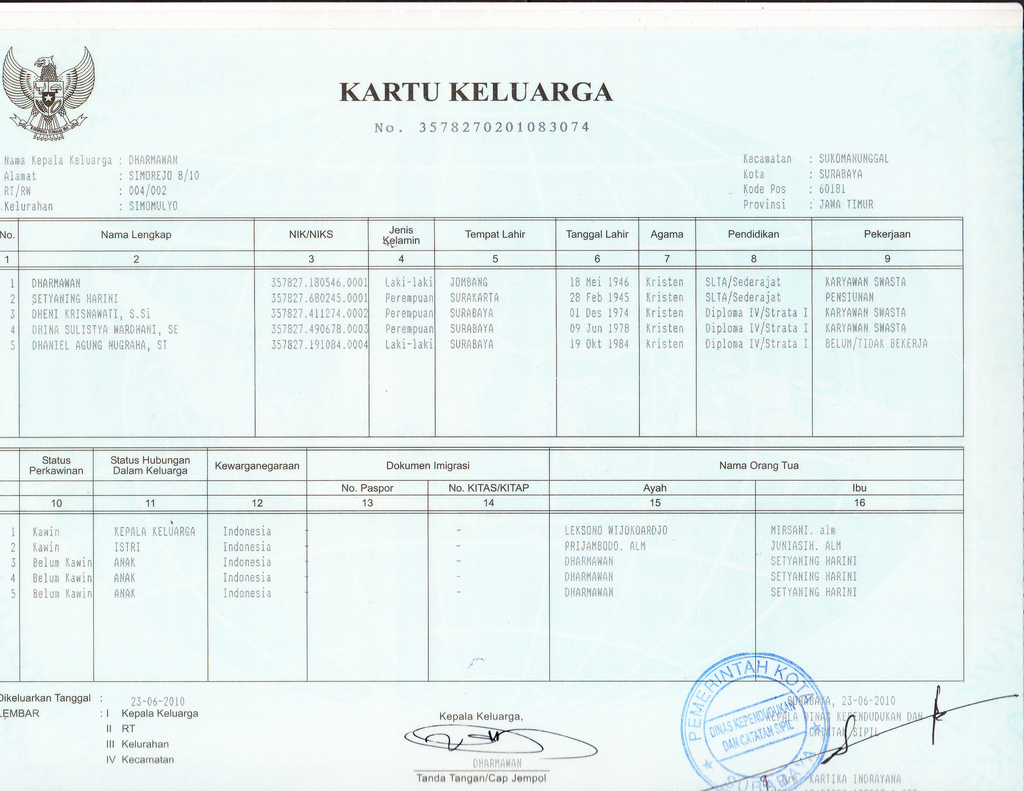 KARTU KELUARGA
No. 3578270201083074
Nama Kepala Keluarga : DHARMAWAN
Alamat : SIMOREJO 8/10
RT/RW : 004/002
Kelurahan : SIMOMULYO
Kecamatan : SUKOMANUNGGAL
Kota : SURABAYA
Kode Pos : 60181
Provinsi : JAWA TIMUR
No. Nama Lengkap NIK/NIKS Jenis Kelamin Tempat Lahir Tanggal Lahir Agama Pendidikan Pekerjaan
1 2 3 4 5 6 7 8 9
1 DHARMAWAN 357827.180546.0001 Laki-laki JOMBANG 18 Mei 1946 Kristen SLTA/Sederajat KARYAWAN SWASTA
2 SETYANING HARINI 357827.680245.0001 Perempuan SURAKARTA 28 Feb 1945 Kristen SLTA/Sederajat PENSIUNAN
3 DHENI KRISNAWATI, S.Si 357827.411274.0002 Perempuan SURABAYA 01 Des 1974 Kristen Diploma IV/Strata I KARYAWAN SWASTA
4 DHINA SULISTYA WARDHANI, SE 357827.490678.0003 Perempuan SURABAYA 09 Jun 1978 Kristen Diploma IV/Strata I KARYAWAN SWASTA
5 DHANIEL AGUNG NUGRAHA, ST 357827.191084.0004 Laki-laki SURABAYA 19 Okt 1984 Kristen Diploma IV/Strata I BELUM/TIDAK BEKERJA
Status Perkawinan Status Hubungan Dalam Keluarga Kewarganegaraan Dokumen Imigrasi Nama Orang Tua
No. Paspor No. KITAS/KITAP Ayah Ibu
10 11 12 13 14 15 16
1 Kawin KEPALA KELUARGA Indonesia - - LEKSONO WIJOKOARDJO MIRSANI. alm
2 Kawin ISTRI Indonesia - - PRIJAMBODO. ALM JUNIASIH. ALM
3 Belum Kawin ANAK Indonesia - - DHARMAWAN SETYANING HARINI
4 Belum Kawin ANAK Indonesia - - DHARMAWAN SETYANING HARINI
5 Belum Kawin ANAK Indonesia - - DHARMAWAN SETYANING HARINI
Dikeluarkan Tanggal : 23-06-2010
LEMBAR : I Kepala Keluarga
II RT
III Kelurahan
IV Kecamatan
Kepala Keluarga,
DHARMAWAN
Tanda Tangan/Cap Jempol
SURABAYA, 23-06-2010
KEPALA DINAS KEPENDUDUKAN DAN
CATATAN SIPIL
KARTIKA INDRAYANA
PEMERINTAH KOTA
DINAS KEPENDUDUKAN
DAN CATATAN SIPIL
SURABAYA